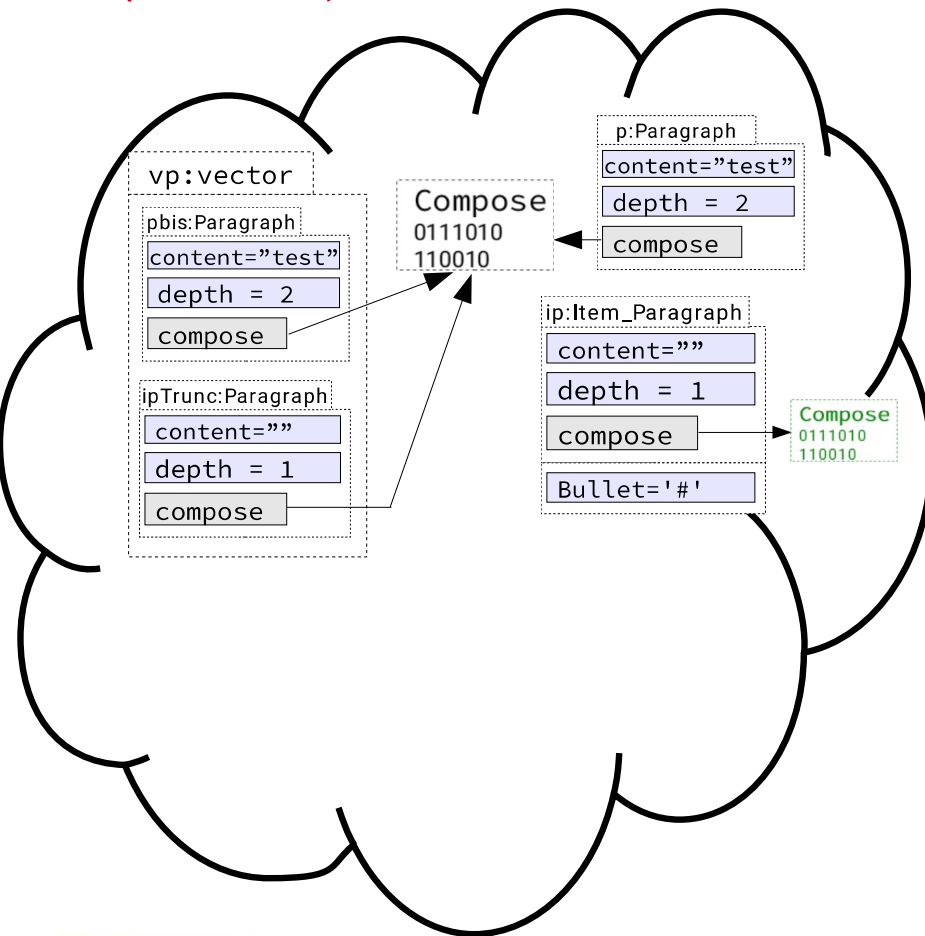 vp:vector
pbis:Paragraph
content=”test”
depth = 2
compose
ipTrunc:Paragraph
content=””
depth = 1
compose
Compose
0111010
110010
p:Paragraph
content=”test”
depth = 2
compose
ip:Item_Paragraph
content=””
depth = 1
compose
Bullet='#'
Compose
0111010
110010